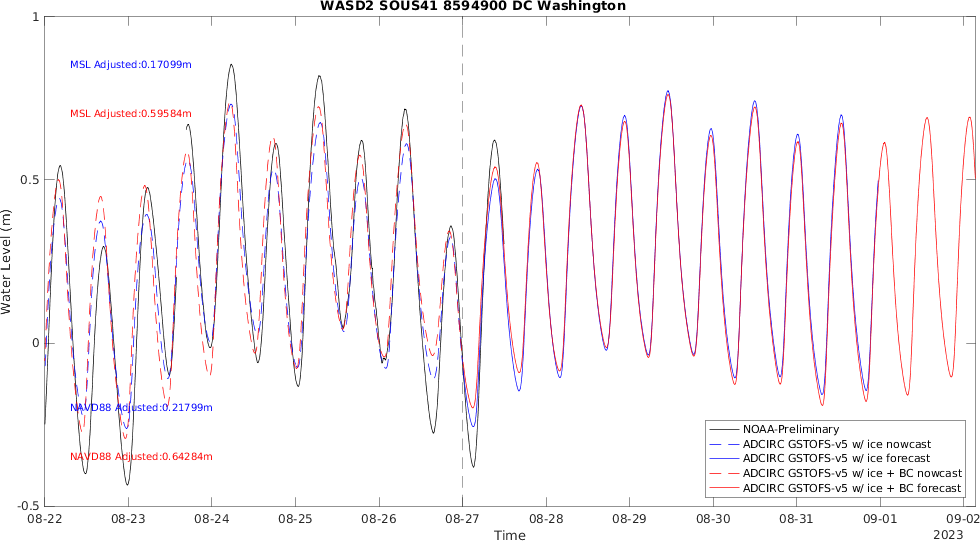 WASD2 SOUS41 8594900 DC Washington
1
MSL Adjusted:0.17099m
MSL Adjusted:0.59584m
0.5
Water Level (m)
0
NAVD88 Adjusted:0.21799m
NAVD88 Adjusted:0.64284m
NOAA-Preliminary
ADCIRC GSTOFS-v5 w/ ice nowcast
ADCIRC GSTOFS-v5 w/ ice forecast
ADCIRC GSTOFS-v5 w/ ice + BC nowcast
ADCIRC GSTOFS-v5 w/ ice + BC forecast
-0.5
08-22 08-23 08-24 08-25 08-26 08-27 08-28 08-29 08-30 08-31 09-01 09-02
Time 2023